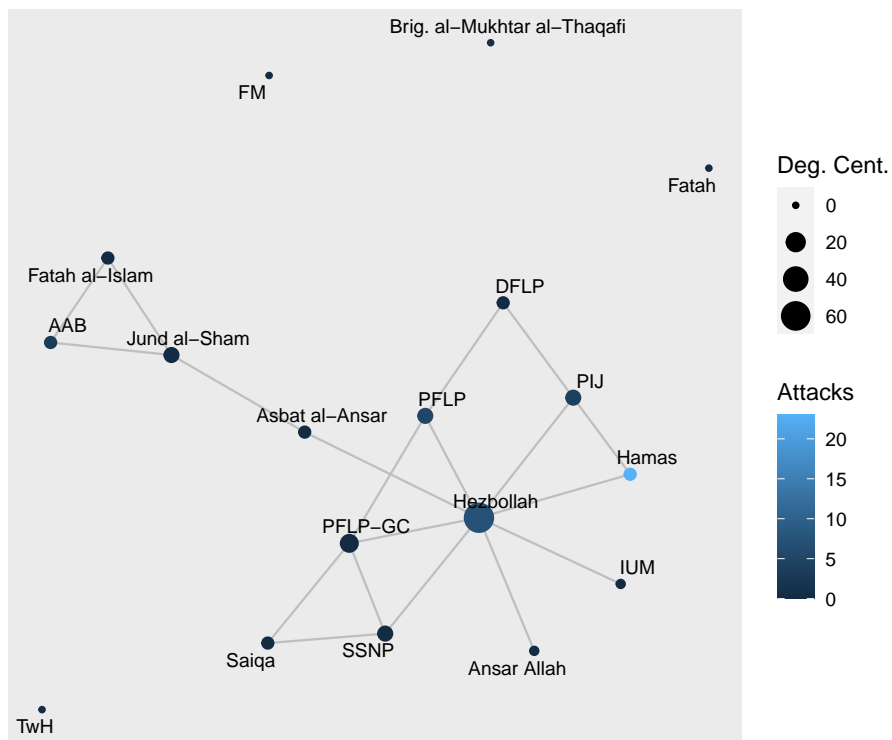 Brig. al−Mukhtar al−Thaqafi
FM
Fatah
Fatah al−Islam
AAB
Jund al−Sham
DFLP
PIJ
PFLP
Asbat al−Ansar
Hamas
Hezbollah
PFLP−GC
IUM
Saiqa
SSNP
Ansar Allah
TwH
Deg. Cent.
0
20
40
60
Attacks
20
15
10
5
0